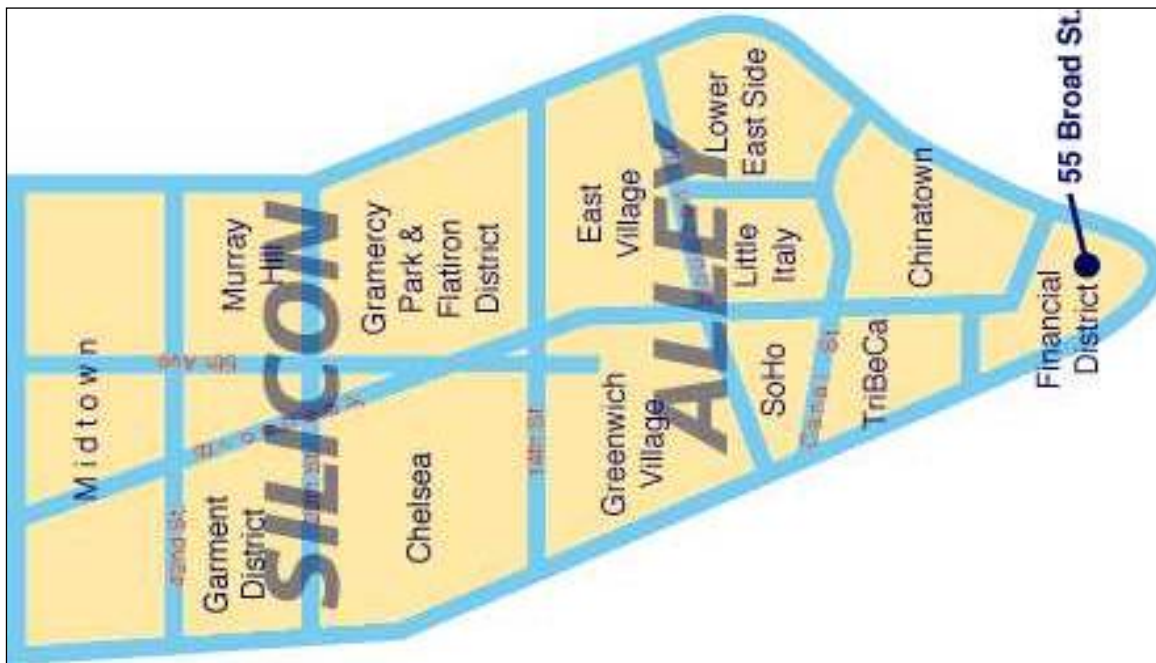 Midtown
42nd St.
5th Ave
Garment
District
Murray
Hill
SILICON
Chelsea
Gramercy
Park &
Flatiron
District
14th St
Greenwich
Village
East
Village
ALLEY
Lower
East Side
SoHo
Little
Italy
Canal St
TriBeCa
Chinatown
Financial
District
55 Broad St.